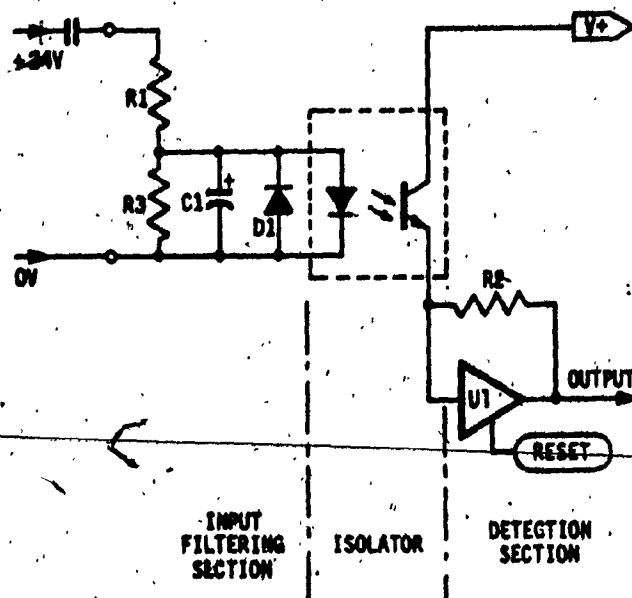 V+
+24V
R1
R3
C1
+
D1
0V
R2
U1
OUTPUT
RESET
INPUT
FILTERING
SECTION
ISOLATOR
DETECTION
SECTION